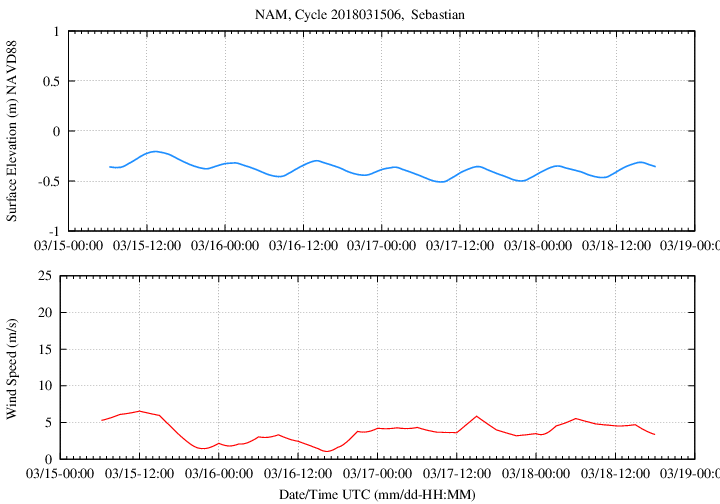 NAM, Cycle 2018031506, Sebastian
Surface Elevation (m) NAVD88
1
0.5
0
-0.5
-1
03/15-00:00 03/15-12:00 03/16-00:00 03/16-12:00 03/17-00:00 03/17-12:00 03/18-00:00 03/18-12:00 03/19-00:0
Wind Speed (m/s)
25
20
15
10
5
0
03/15-00:00 03/15-12:00 03/16-00:00 03/16-12:00 03/17-00:00 03/17-12:00 03/18-00:00 03/18-12:00 03/19-00:0
Date/Time UTC (mm/dd-HH:MM)